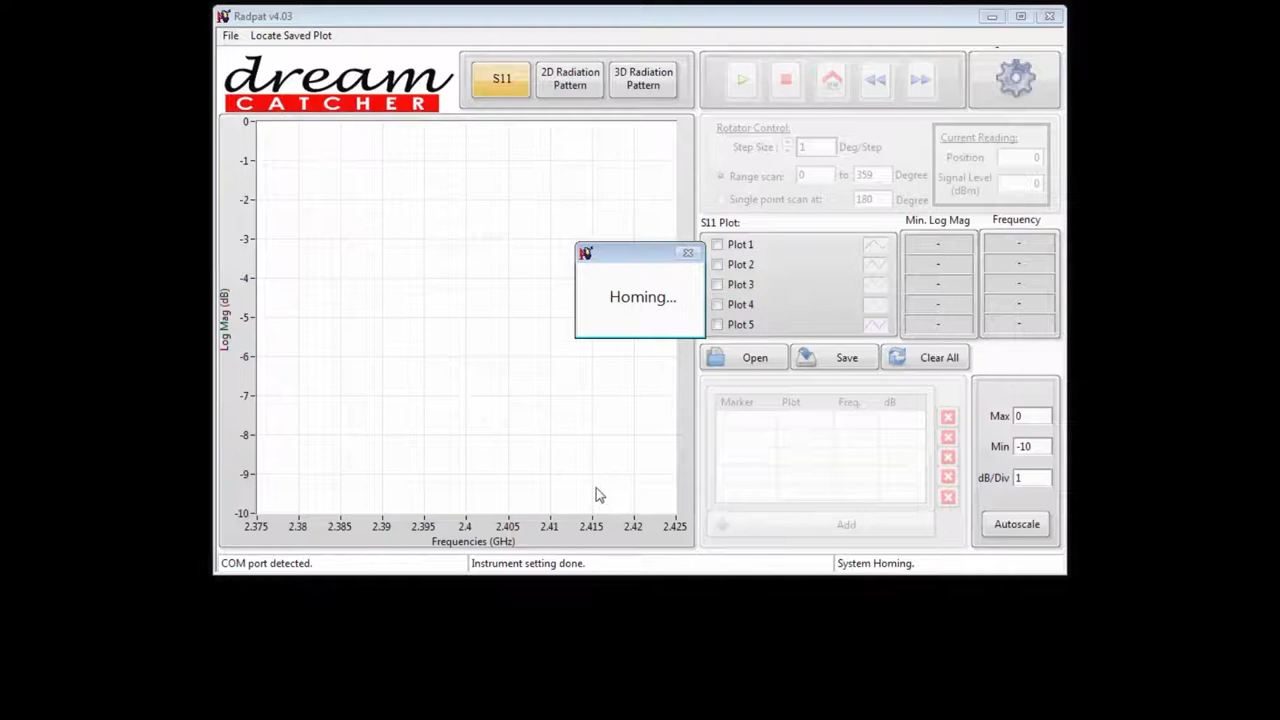 Radpat v4.03
File Locate Saved Plot
dream
CATCHER
S11
2D Radiation
Pattern
3D Radiation
Pattern
Rotator Control:
Step Size : 1 Deg/Step
Range scan: 0 to 359 Degree
Single point scan at: 180 Degree
Current Reading:
Position 0
Signal Level
(dBm) 0
S11 Plot: Min. Log Mag Frequency
Plot 1 - -
Plot 2 - -
Plot 3 - -
Plot 4 - -
Plot 5 - -
Homing...
Open Save Clear All
Marker Plot Freq. dB
Add
Max 0
Min -10
dB/Div 1
Autoscale
Log Mag (dB)
0
-1
-2
-3
-4
-5
-6
-7
-8
-9
-10
2.375 2.38 2.385 2.39 2.395 2.4 2.405 2.41 2.415 2.42 2.425
Frequencies (GHz)
COM port detected. Instrument setting done. System Homing.